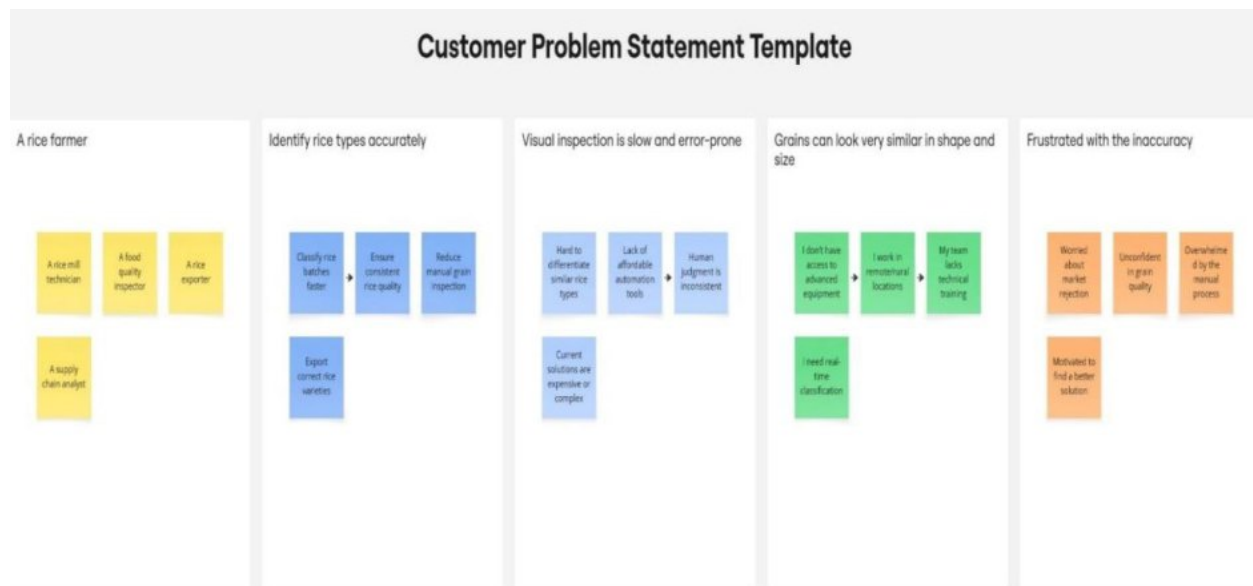 Customer Problem Statement Template
A rice farmer
A rice mill
technician
A food
quality
inspector
A rice
exporter
A supply
chain analyst
Identify rice types accurately
Classify rice
batches
faster
Ensure
consistent
rice quality
Reduce
manual grain
inspection
Export
correct rice
varieties
Visual inspection is slow and error-prone
Hard to
differentiate
similar rice
types
Lack of
affordable
automation
tools
Human
judgment is
inconsistent
Current
solutions are
expensive or
complex
Grains can look very similar in shape and
size
I don't have
access to
advanced
equipment
I work in
remote/rural
locations
My team
lacks
technical
training
I need real-
time
classification
Frustrated with the inaccuracy
Worried
about
market
rejection
Unconfident
in grain
quality
Overwhelme
d by the
manual
process
Motivated to
find a better
solution